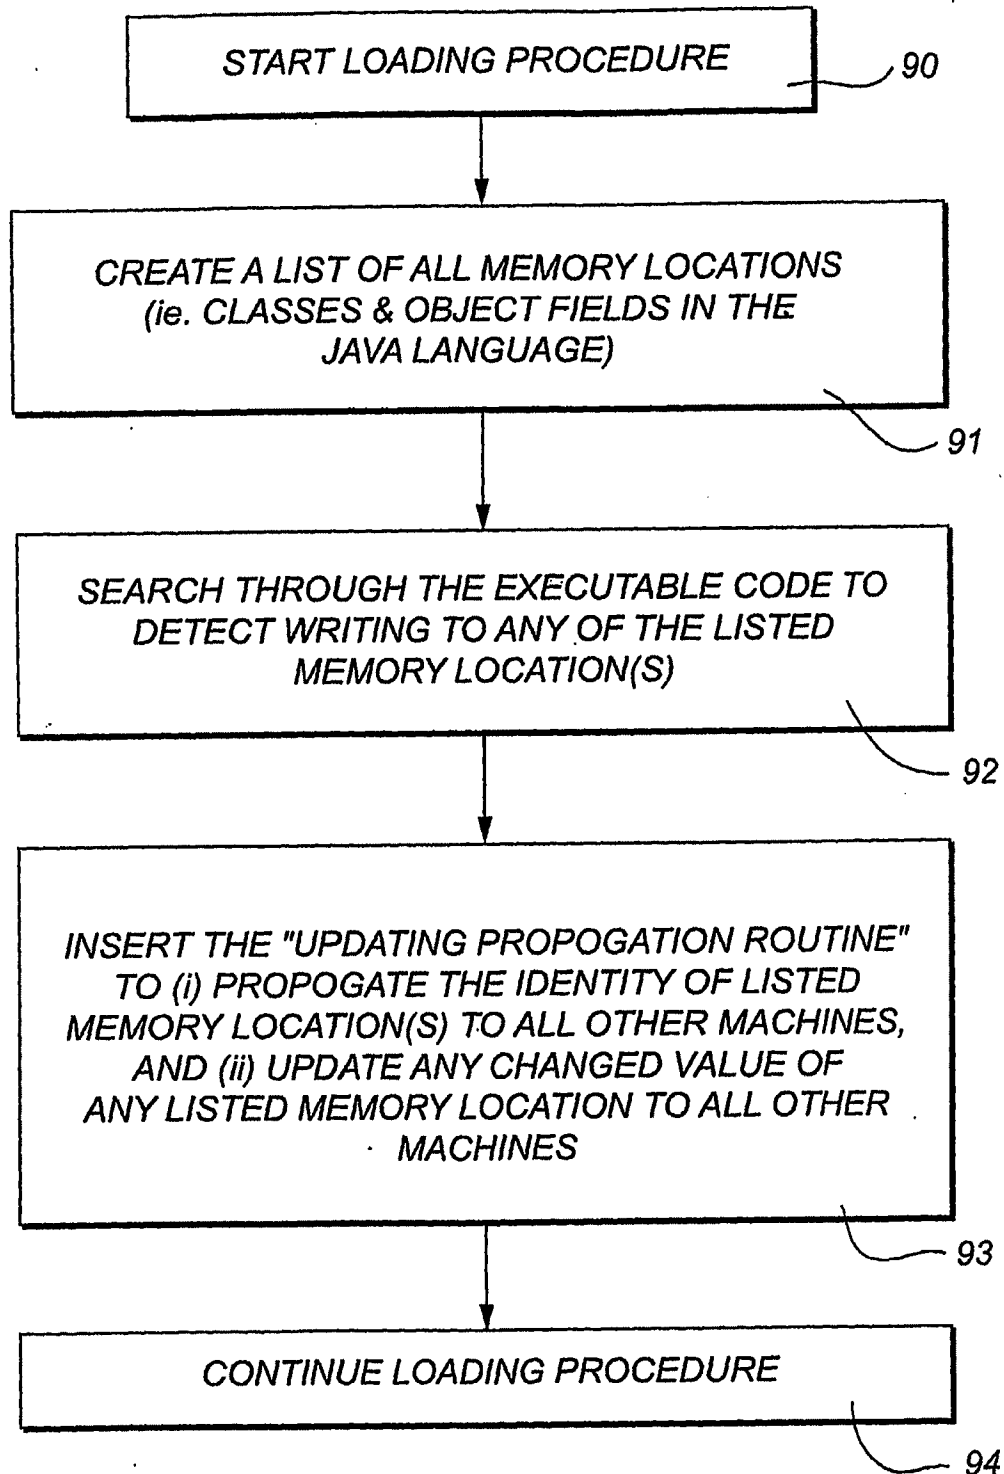 START LOADING PROCEDURE
90
CREATE A LIST OF ALL MEMORY LOCATIONS
(ie. CLASSES & OBJECT FIELDS IN THE
JAVA LANGUAGE)
91
SEARCH THROUGH THE EXECUTABLE CODE TO
DETECT WRITING TO ANY OF THE LISTED
MEMORY LOCATION(S)
92
INSERT THE "UPDATING PROPOGATION ROUTINE"
TO (i) PROPOGATE THE IDENTITY OF LISTED
MEMORY LOCATION(S) TO ALL OTHER MACHINES,
AND (ii) UPDATE ANY CHANGED VALUE OF
ANY LISTED MEMORY LOCATION TO ALL OTHER
MACHINES
93
CONTINUE LOADING PROCEDURE
94